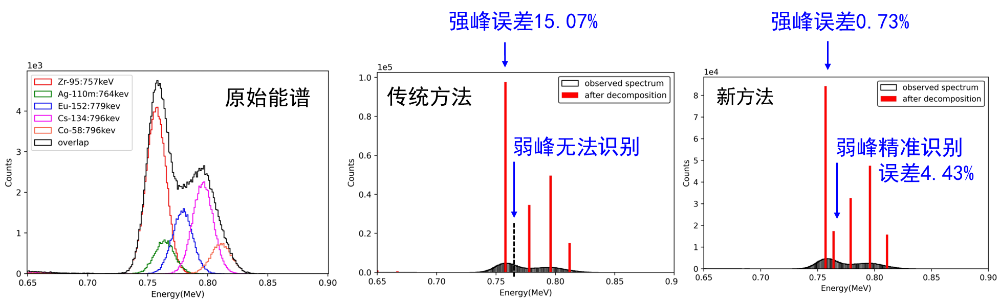 强峰误差15.07%
强峰误差0.73%
1e3
Zr-95:757keV
Ag-110m:764kev
Eu-152:779kev
Cs-134:796kev
Co-58:796kev
overlap
原始能谱
Counts
4
3
2
1
0
0.65 0.70 0.75 0.80 0.85 0.90
Energy(MeV)
1e5
observed spectrum
after decomposition
传统方法
弱峰无法识别
Counts
1.0
0.8
0.6
0.4
0.2
0.0
0.65 0.70 0.75 0.80 0.85 0.9
Energy(MeV)
1e4
observed spectrum
after decomposition
新方法
弱峰精准识别
误差4.43%
Counts
8
7
6
5
4
3
2
1
0
0.65 0.70 0.75 0.80 0.85 0.90
Energy(MeV)